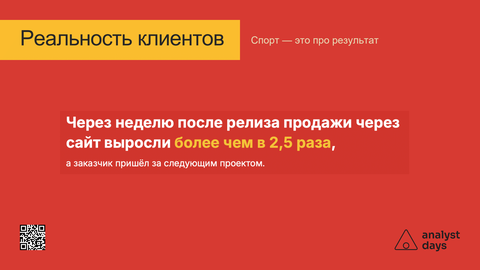 Реальность клиентов
Спорт — это про результат
Через неделю после релиза продажи через
сайт выросли более чем в 2,5 раза,
а заказчик пришёл за следующим проектом.
analyst
days